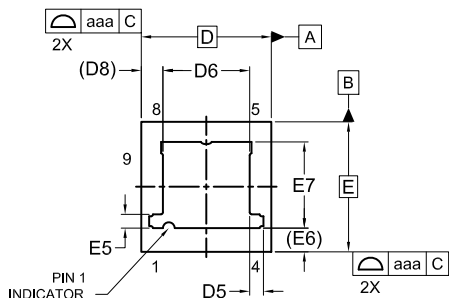 aaa C D A
2X
(D8) D6 B
8 5
9
E7 E
E5 (E6)
aaa C
PIN 1 1 4
INDICATOR D5 2X